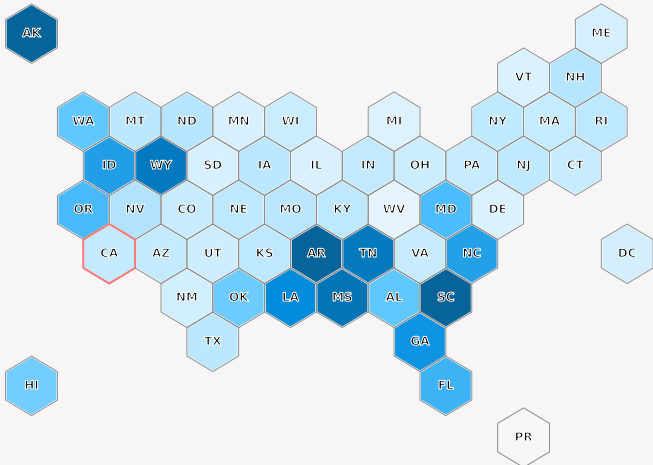 AK
ME
VT NH
WA MT ND MN WI MI NY MA RI
ID WY SD IA IL IN OH PA NJ CT
OR NV CO NE MO KY WV MD DE
CA AZ UT KS AR TN VA NC DC
NM OK LA MS AL SC
TX GA
HI FL
PR